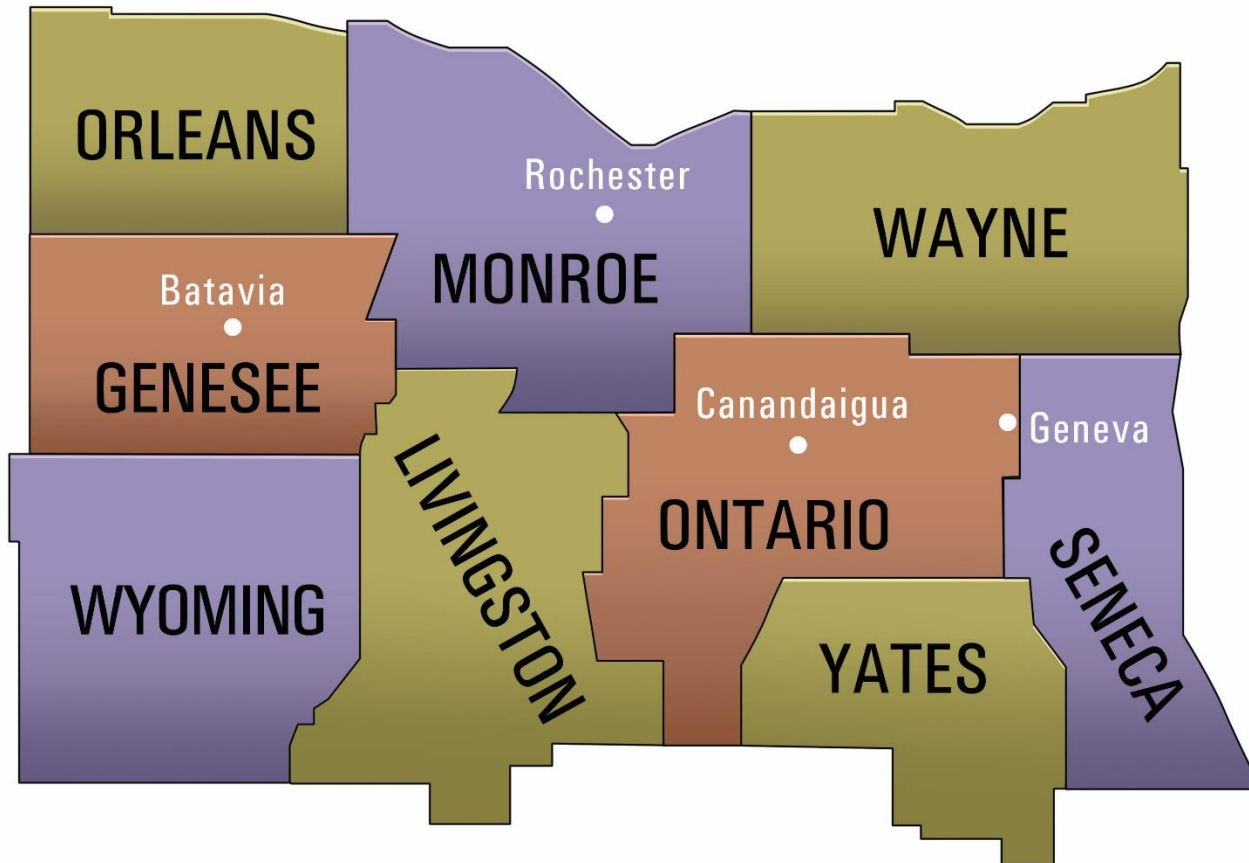 ORLEANS
Rochester
WAYNE
MONROE
Batavia
GENESEE
Canandaigua
Geneva
LIVINGSTON
ONTARIO
WYOMING
SENECA
YATES